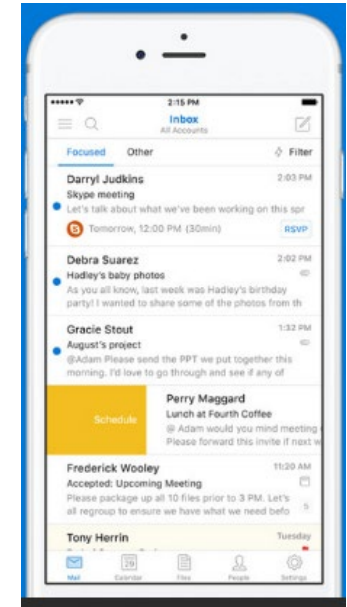 2:15 PM
Inbox
All Accounts
Focused Other Filter
Darryl Judkins 2:03 PM
Skype meeting
Let's talk about what we've been working on this spr
Tomorrow, 12:00 PM (30min) RSVP
Debra Suarez 2:02 PM
Hadley's baby photos
As you all know, last week was Hadley's birthday
party! I wanted to share some of the photos from th
Gracie Stout 1:32 PM
August's project
@Adam Please send the PPT we put together this
morning. I'd love to go through and see if any of
Schedule
Perry Maggard
Lunch at Fourth Coffee
@ Adam would you mind meeting
Please forward this invite if next w
Frederick Wooley 11:20 AM
Accepted: Upcoming Meeting
Please package up all 10 files prior to 3 PM. Let's
all regroup to ensure we have what we need befo 5
Tony Herrin Tuesday
Mail Calendar Files People Settings